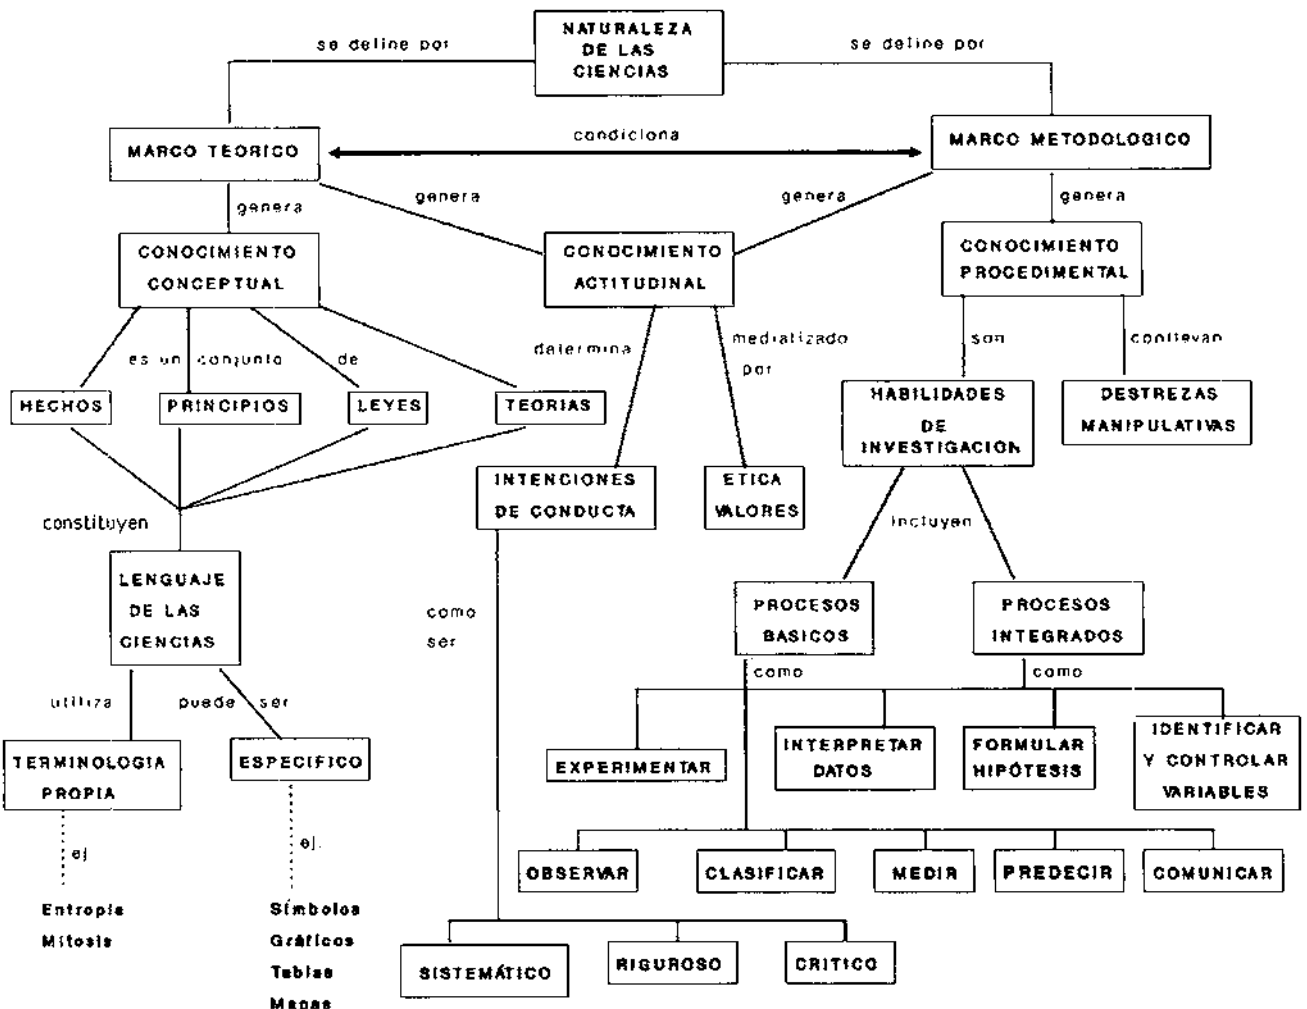 NATURALEZA
DE LAS
CIENCIAS
se define por
se define por
MARCO TEÓRICO
condiciona
MARCO METODOLOGICO
genera
genera
genera
genera
CONOCIMIENTO
CONCEPTUAL
CONOCIMIENTO
ACTITUDINAL
CONOCIMIENTO
PROCEDIMENTAL
es un conjunto de
determina
mediatizado
por
son
conllevan
HECHOS
PRINCIPIOS
LEYES
TEORIAS
HABILIDADES
DE
INVESTIGACION
DESTREZAS
MANIPULATIVAS
INTENCIONES
DE CONDUCTA
ETICA
VALORES
constituyen
incluyen
LENGUAJE
DE LAS
CIENCIAS
como
ser
PROCESOS
BASICOS
PROCESOS
INTEGRADOS
utiliza
puede ser
como
como
TERMINOLOGIA
PROPIA
ESPECÍFICO
EXPERIMENTAR
INTERPRETAR
DATOS
FORMULAR
HIPÓTESIS
IDENTIFICAR
Y CONTROLAR
VARIABLES
ej
ej.
OBSERVAR
CLASIFICAR
MEDIR
PREDECIR
COMUNICAR
Entropía
Mitosis
Símbolos
Gráficos
Tablas
Mapas
SISTEMÁTICO
RIGUROSO
CRITICO